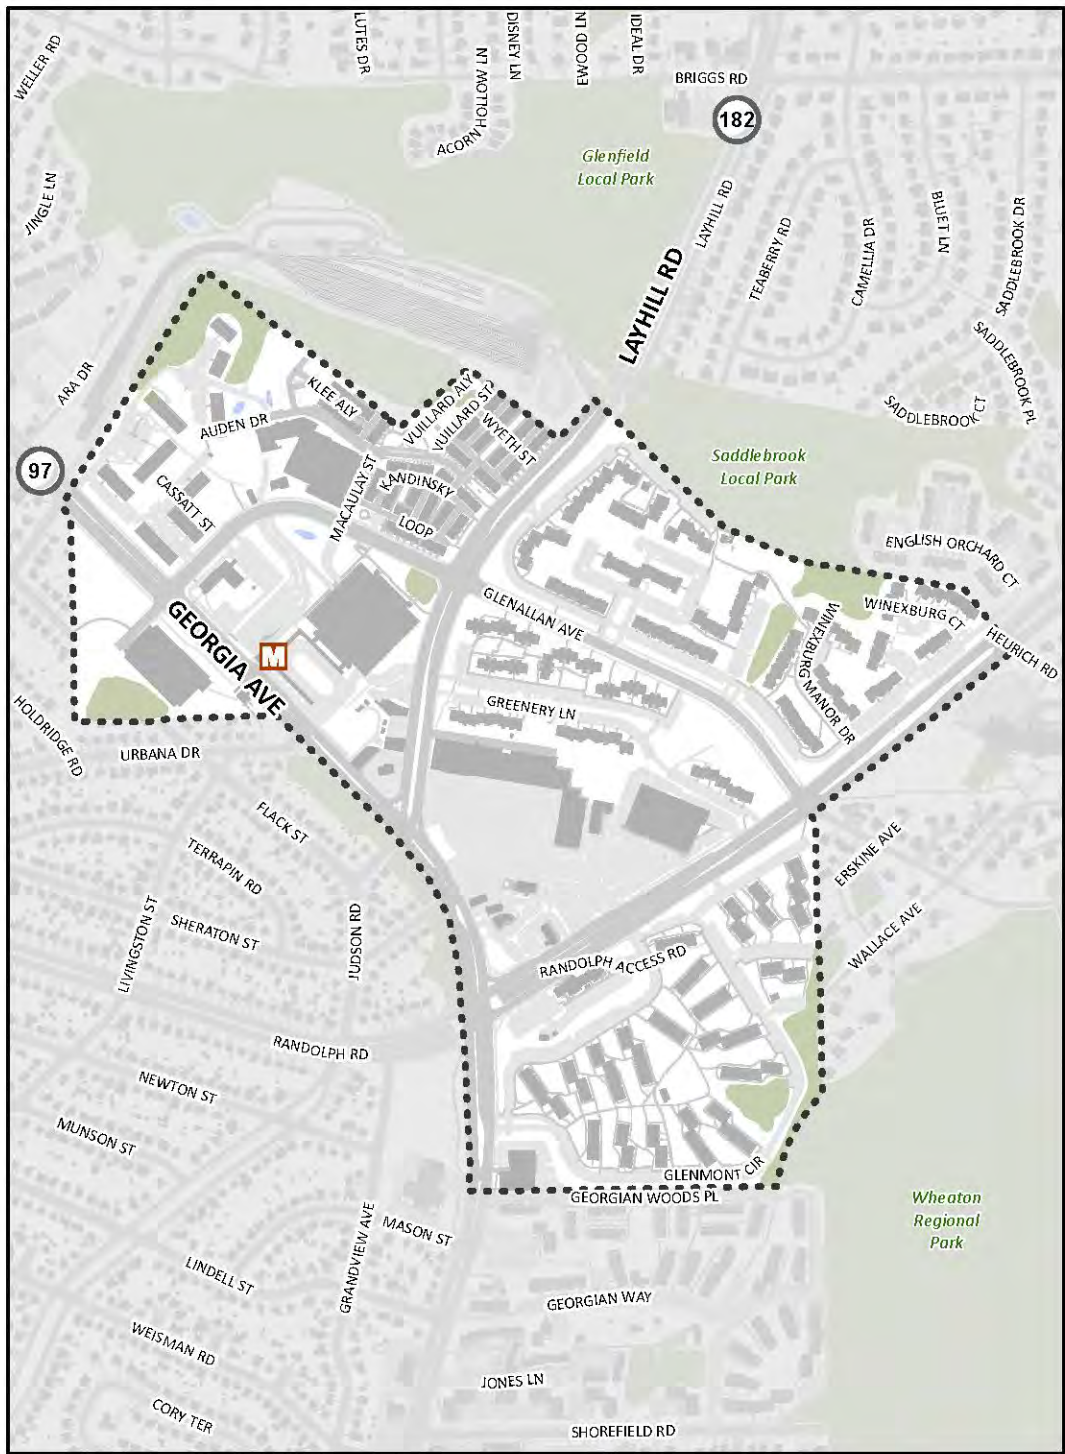 WELLER RD
LUTES DR
DISNEY LN
EWOOD LN
IDEAL DR
BRIGGS RD
182
ACORN HOLLOW LN
Glenfield
Local Park
JINGLE LN
LAYHILL RD
LAYHILL RD
TEABERRY RD
CAMELLIA DR
BLUET LN
SADDLEBROOK DR
SADDLEBROOK PL
SADDLEBROOK CT
ARA DR
KLEE ALY
VUILLARD ALY
VUILLARD ST
WYETH ST
AUDEN DR
97
CASSATT ST
MACAULAY ST
KANDINSKY
LOOP
Saddlebrook
Local Park
ENGLISH ORCHARD CT
WINEXBURG CT
HEURICH RD
GLENALLAN AVE
WINEXBURG MANOR DR
GEORGIA AVE
M
GREENERY LN
HOLDRIDGE RD
URBANA DR
FLACK ST
TERRAPIN RD
ERSKINE AVE
LIVINGSTON ST
SHERATON ST
JUDSON RD
WALLACE AVE
RANDOLPH ACCESS RD
RANDOLPH RD
NEWTON ST
MUNSON ST
GLENMONT CIR
GEORGIAN WOODS PL
Wheaton
Regional
Park
MASON ST
GRANDVIEW AVE
LINDELL ST
GEORGIAN WAY
WEISMAN RD
JONES LN
CORY TER
SHOREFIELD RD